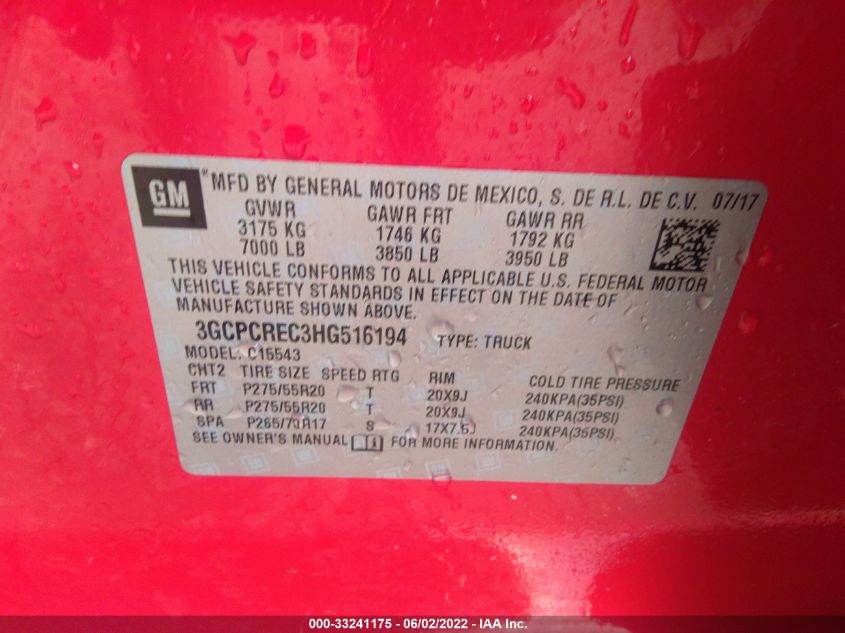 GM ® MFD BY GENERAL MOTORS DE MEXICO, S. DE R.L. DE C.V. 07/17
GVWR GAWR FRT GAWR RR
3175 KG 1746 KG 1792 KG
7000 LB 3850 LB 3950 LB
THIS VEHICLE CONFORMS TO ALL APPLICABLE U.S. FEDERAL MOTOR
VEHICLE SAFETY STANDARDS IN EFFECT ON THE DATE OF
MANUFACTURE SHOWN ABOVE.
3GCPCREC3HG516194 TYPE: TRUCK
MODEL: C15543
CHT2 TIRE SIZE SPEED RTG RIM COLD TIRE PRESSURE
FRT P275/55R20 T 20X9J 240KPA(35PSI)
RR P275/55R20 T 20X9J 240KPA(35PSI)
SPA P265/70R17 S 17X7.5J 240KPA(35PSI)
SEE OWNER'S MANUAL FOR MORE INFORMATION.
000-33241175 - 06/02/2022 - IAA Inc.